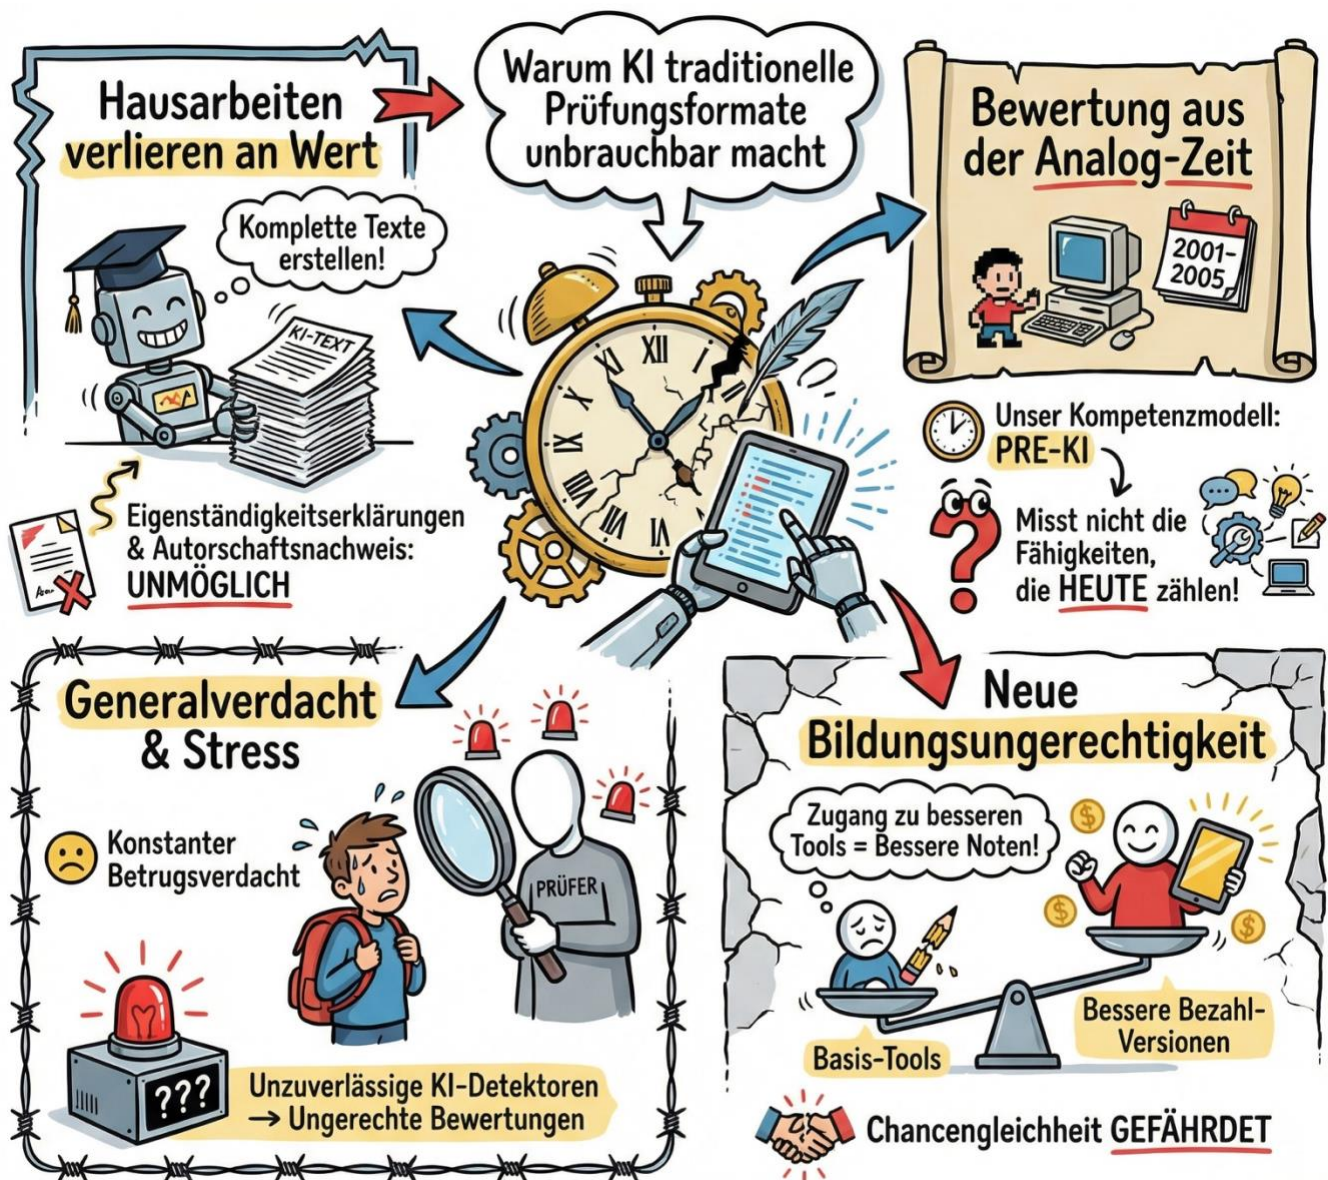 Warum KI traditionelle
Prüfungsformate
unbrauchbar macht
Hausarbeiten
verlieren an Wert
Komplette Texte
erstellen!
KI-TEXT
Eigenständigkeitserklärungen
& Autorschaftsnachweis:
UNMÖGLICH
Bewertung aus
der Analog-Zeit
2001-
2005
Unser Kompetenzmodell:
PRE-KI
Misst nicht die
Fähigkeiten,
die HEUTE zählen!
Generalverdacht
& Stress
Konstanter
Betrugsverdacht
PRÜFER
???
Unzuverlässige KI-Detektoren
→ Ungerechte Bewertungen
Neue
Bildungsungerechtigkeit
Zugang zu besseren
Tools = Bessere Noten!
Basis-Tools
Bessere Bezahl-
Versionen
Chancengleichheit GEFÄHRDET